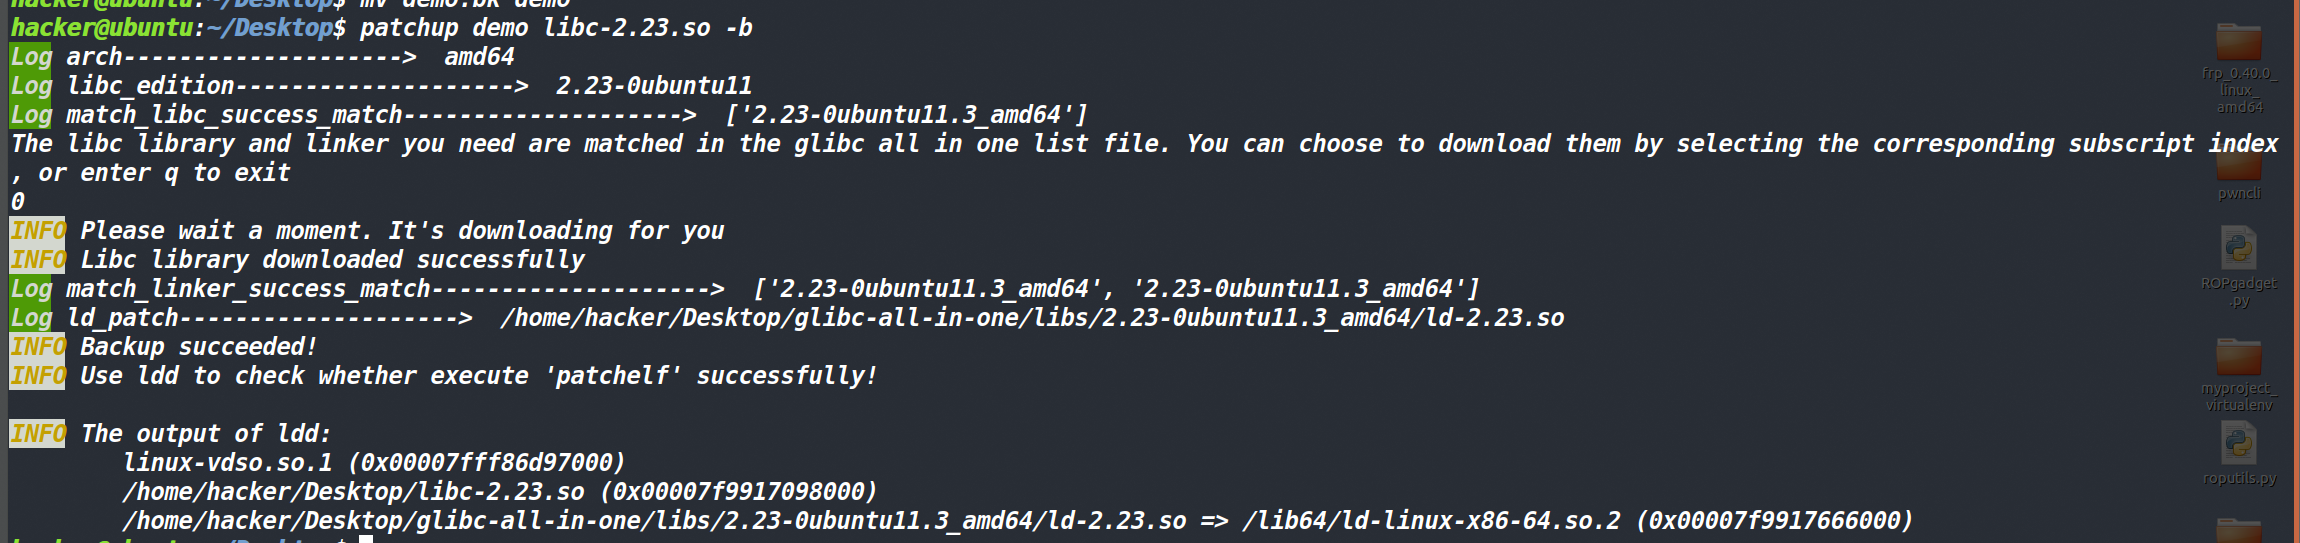 hacker@ubuntu:~/Desktop$ mv demo.bk demo
hacker@ubuntu:~/Desktop$ patchup demo libc-2.23.so -b
Log arch-------------------->  amd64
Log libc_edition-------------------->  2.23-0ubuntu11
Log match_libc_success_match-------------------->  ['2.23-0ubuntu11.3_amd64']
The libc library and linker you need are matched in the glibc all in one list file. You can choose to download them by selecting the corresponding subscript index
, or enter q to exit
0
INFO Please wait a moment. It's downloading for you
INFO Libc library downloaded successfully
Log match_linker_success_match-------------------->  ['2.23-0ubuntu11.3_amd64', '2.23-0ubuntu11.3_amd64']
Log ld_patch-------------------->  /home/hacker/Desktop/glibc-all-in-one/libs/2.23-0ubuntu11.3_amd64/ld-2.23.so
INFO Backup succeeded!
INFO Use ldd to check whether execute 'patchelf' successfully!
INFO The output of ldd:
linux-vdso.so.1 (0x00007fff86d97000)
/home/hacker/Desktop/libc-2.23.so (0x00007f9917098000)
/home/hacker/Desktop/glibc-all-in-one/libs/2.23-0ubuntu11.3_amd64/ld-2.23.so => /lib64/ld-linux-x86-64.so.2 (0x00007f9917666000)
hacker@ubuntu:~/Desktop$
frp_0.40.0_
linux_
amd64
pwncli
ROPgadget
.py
myproject_
virtualenv
roputils.py